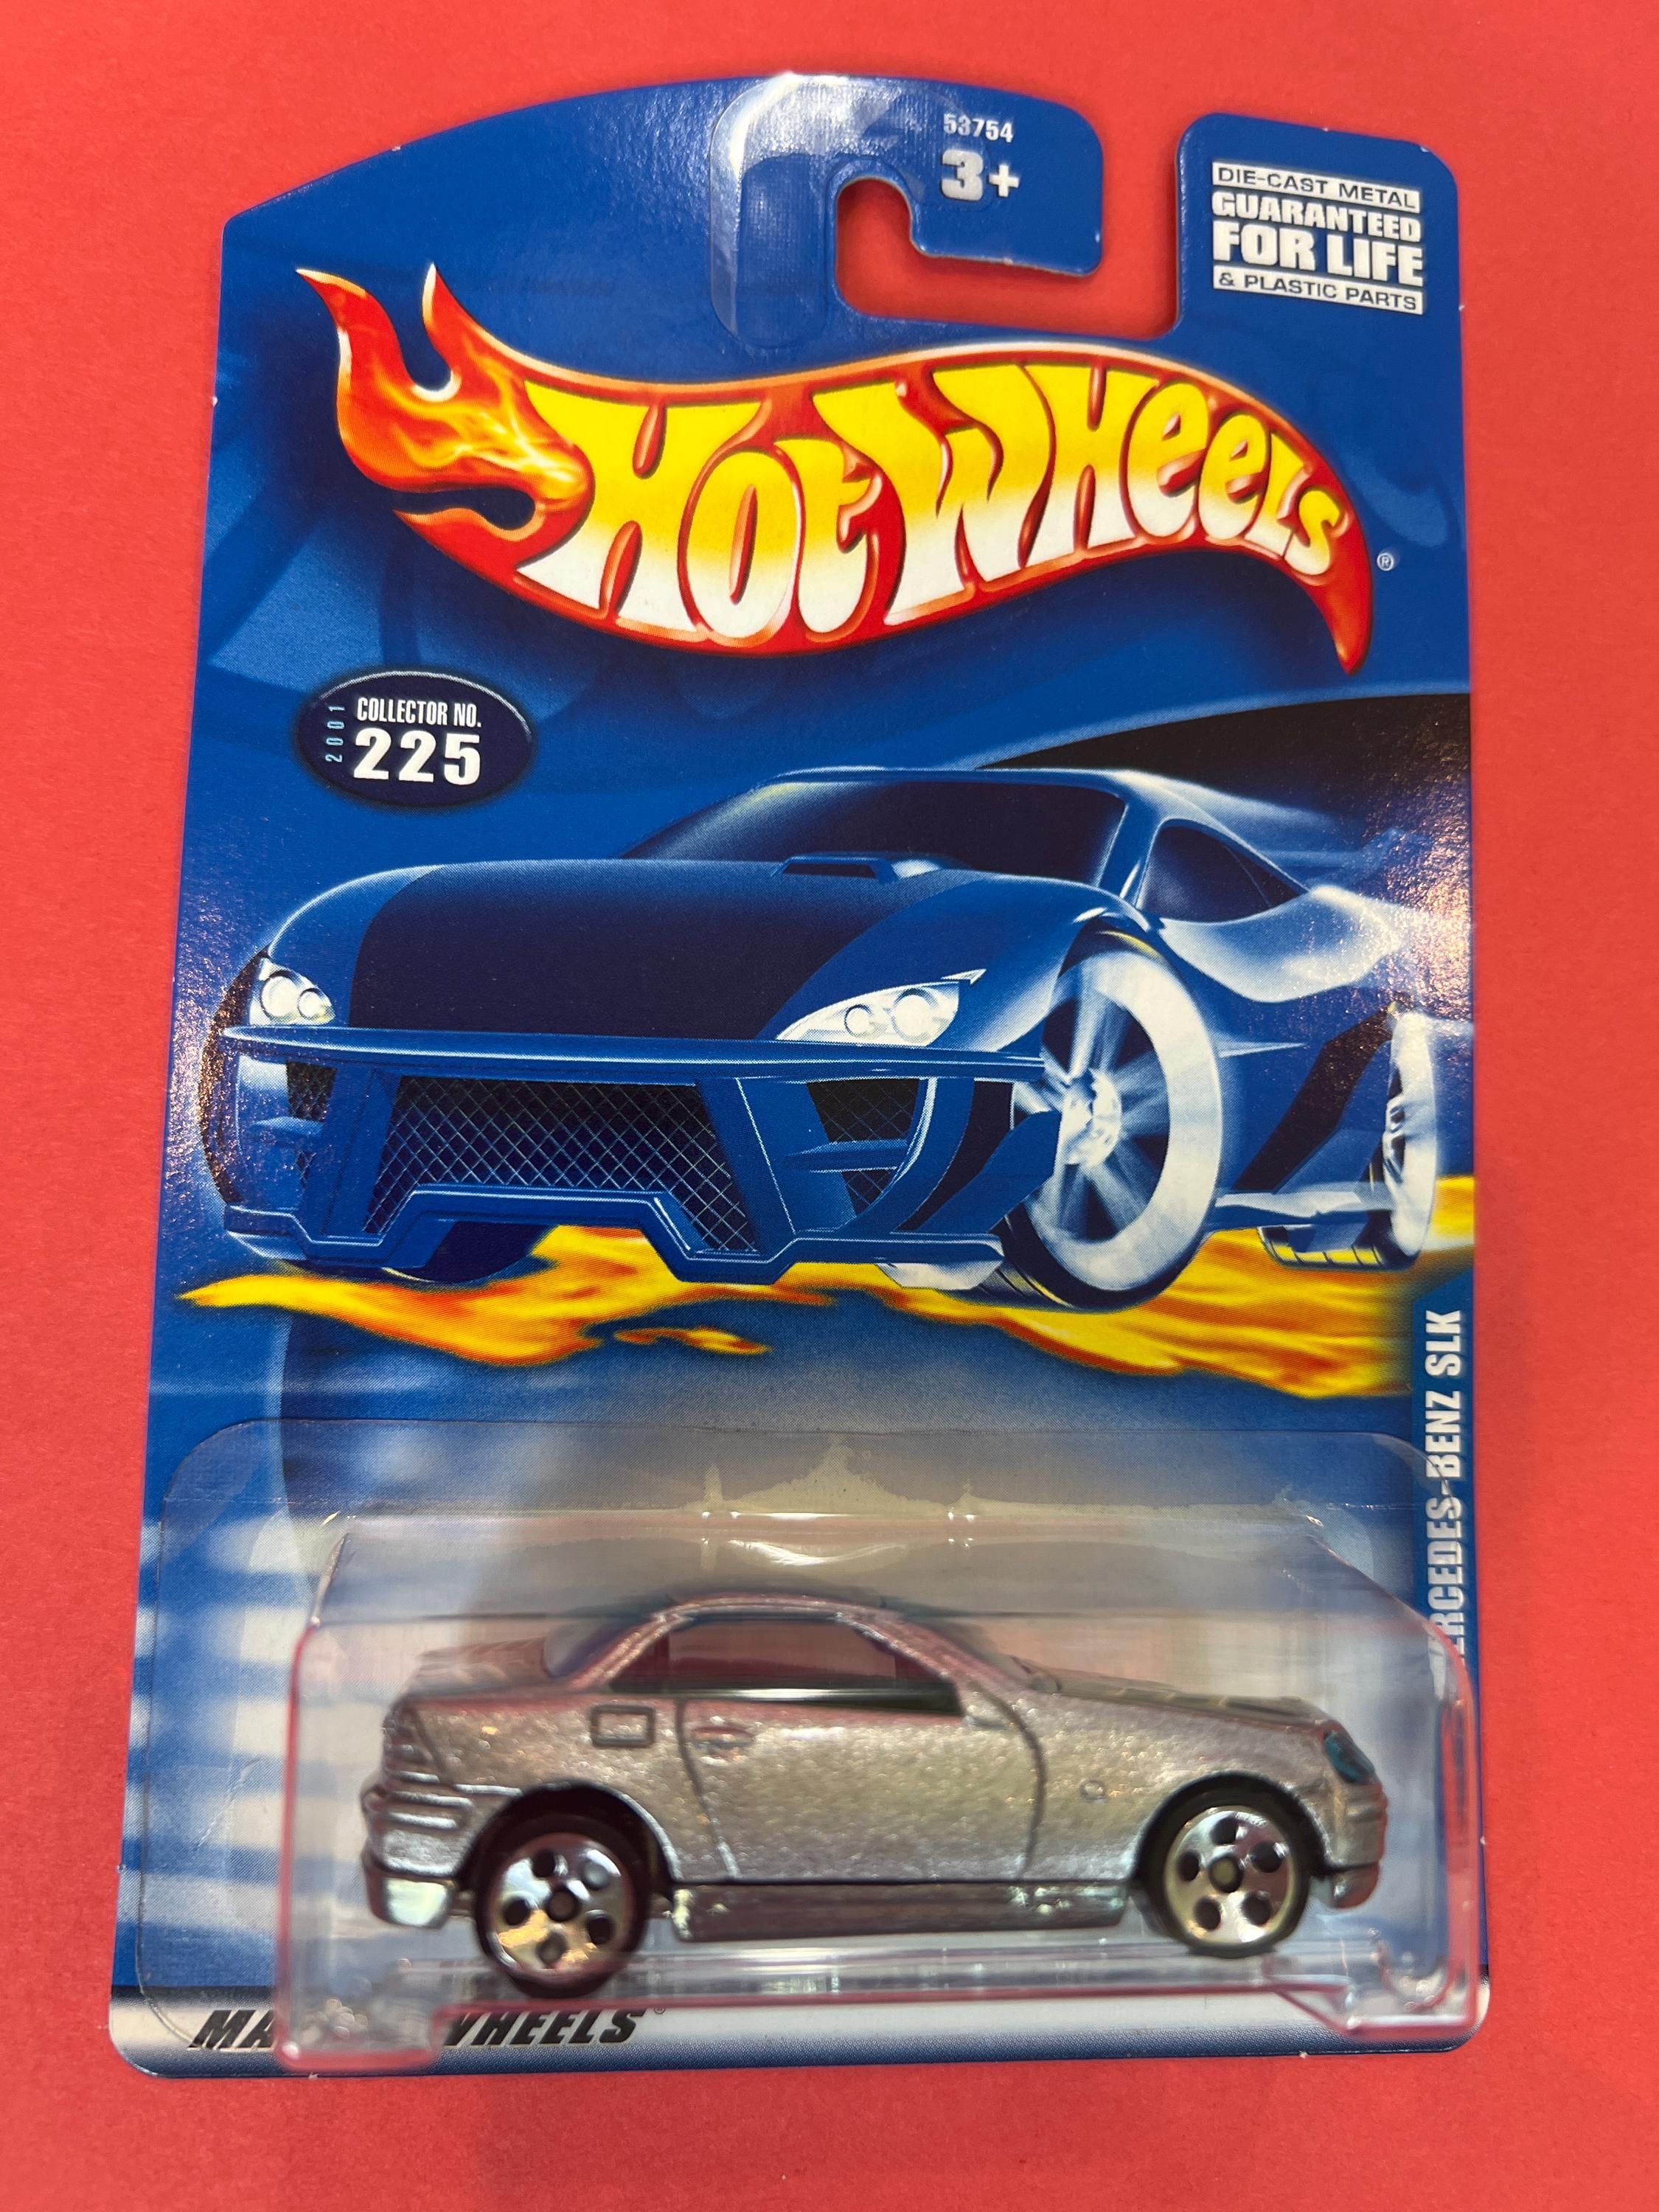 53754
3+
DIE-CAST METAL
GUARANTEED
FOR LIFE
& PLASTIC PARTS
HOT WHEELS
®
2001
COLLECTOR NO.
225
MERCEDES-BENZ SLK
WHEELS